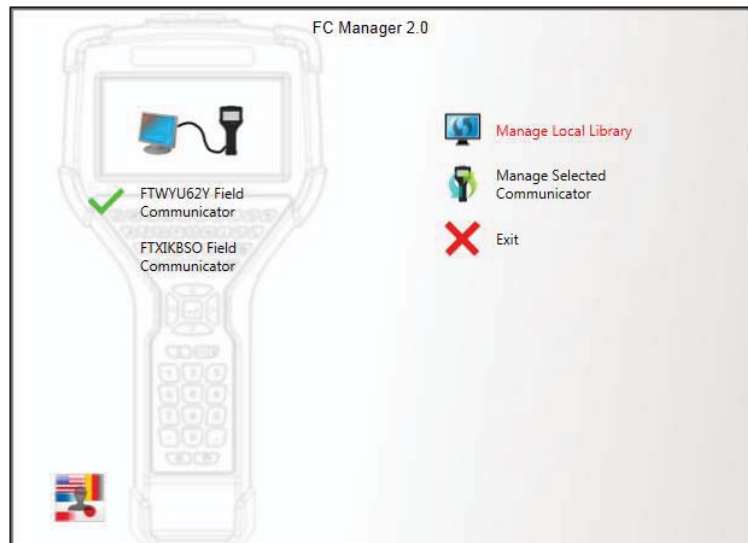 FC Manager 2.0
FTWYU62Y Field
Communicator
FTXIKBSO Field
Communicator
Manage Local Library
Manage Selected
Communicator
Exit